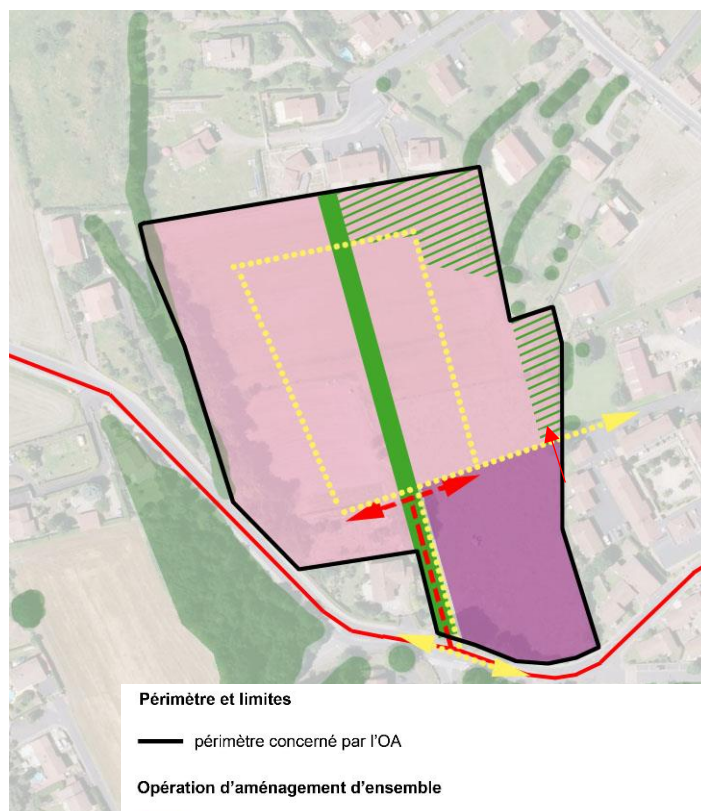 Périmètre et limites
périmètre concerné par l'OA
Opération d'aménagement d'ensemble